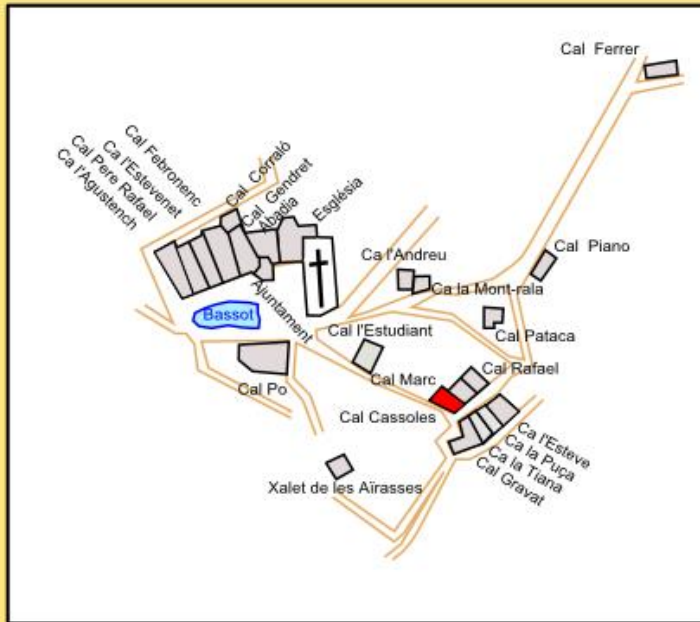 Cal Ferrer
Cal Febronenc
Ca l'Estevenet
Cal Pere Rafael
Ca l'Agustench
Cal Corraló
Cal Gendret
Abadia
Església
Ca l'Andreu
Cal Piano
Ca la Mont-rala
Ajuntament
Bassot
Cal l'Estudiant
Cal Pataca
Cal Rafael
Cal Marc
Cal Po
Cal Cassoles
Ca l'Esteve
Ca la Puça
Ca la Tiana
Cal Gravat
Xalet de les Aïrasses